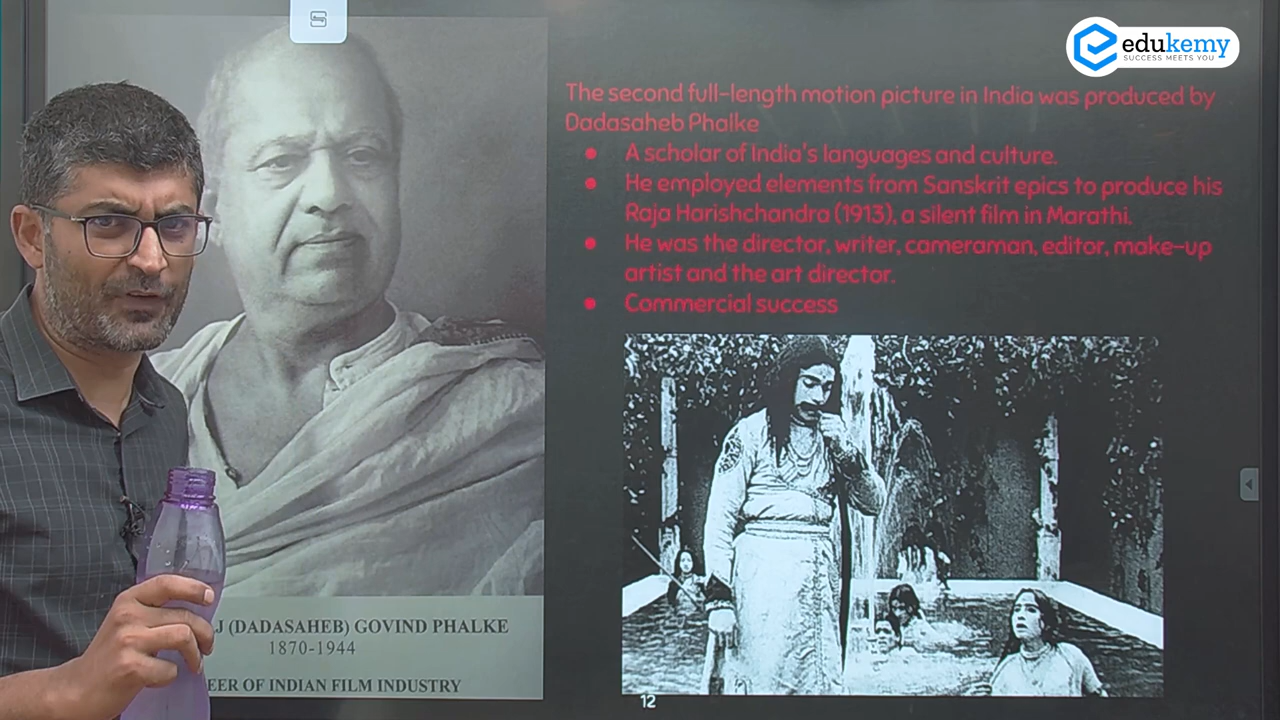 edukemy
SUCCESS MEETS YOU
The second full-length motion picture in India was produced by
Dadasaheb Phalke
● A scholar of India's languages and culture.
● He employed elements from Sanskrit epics to produce his
Raja Harishchandra (1913), a silent film in Marathi.
● He was the director, writer, cameraman, editor, make-up
artist and the art director.
● Commercial success
J (DADASAHEB) GOVIND PHALKE
1870-1944
EER OF INDIAN FILM INDUSTRY
12